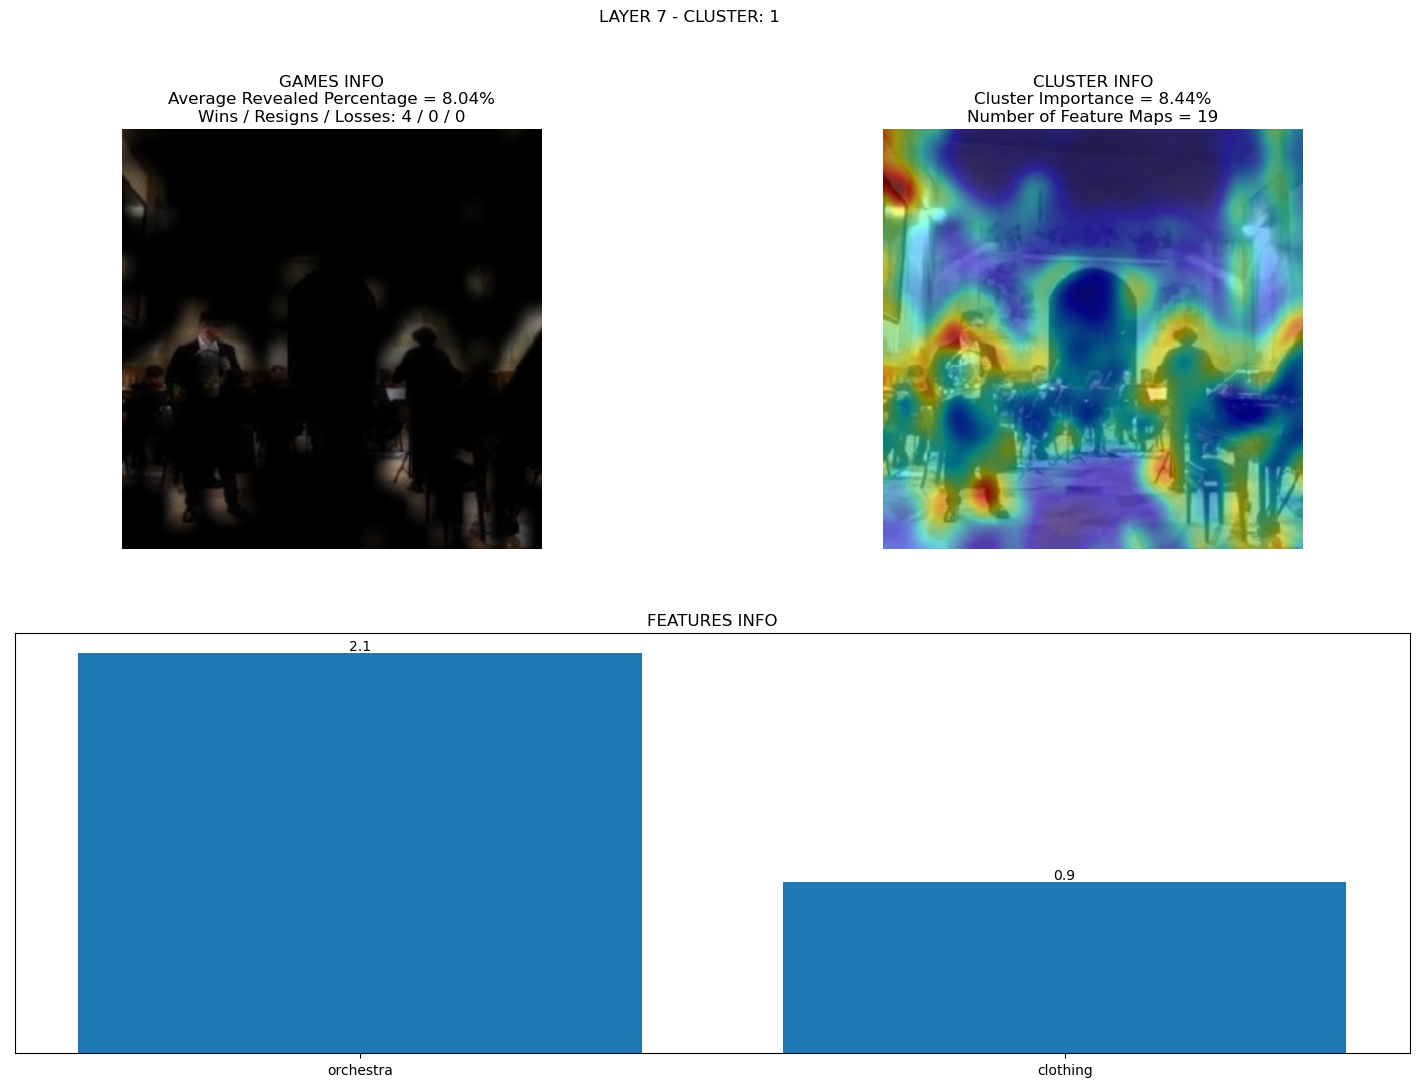 LAYER 7 - CLUSTER: 1
GAMES INFO
Average Revealed Percentage = 8.04%
Wins / Resigns / Losses: 4 / 0 / 0
CLUSTER INFO
Cluster Importance = 8.44%
Number of Feature Maps = 19
FEATURES INFO
2.1
0.9
orchestra
clothing